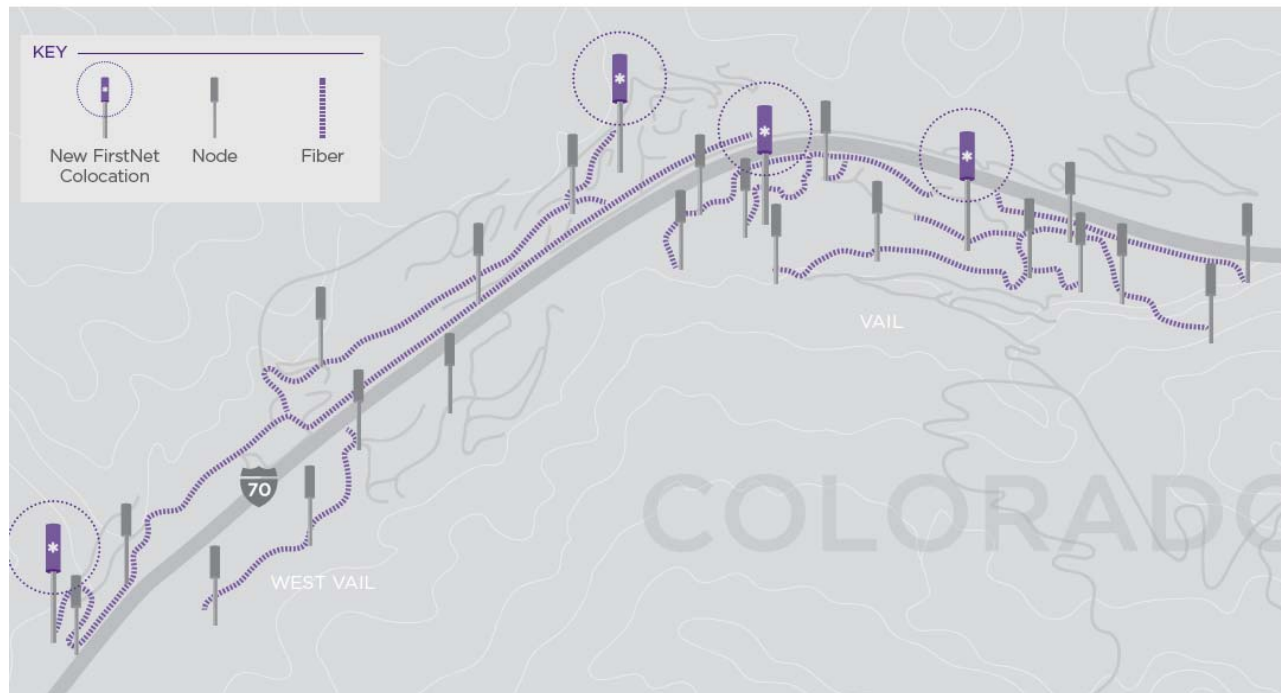 KEY
New FirstNet
Colocation
Node
Fiber
VAIL
70
COLORADO
WEST VAIL